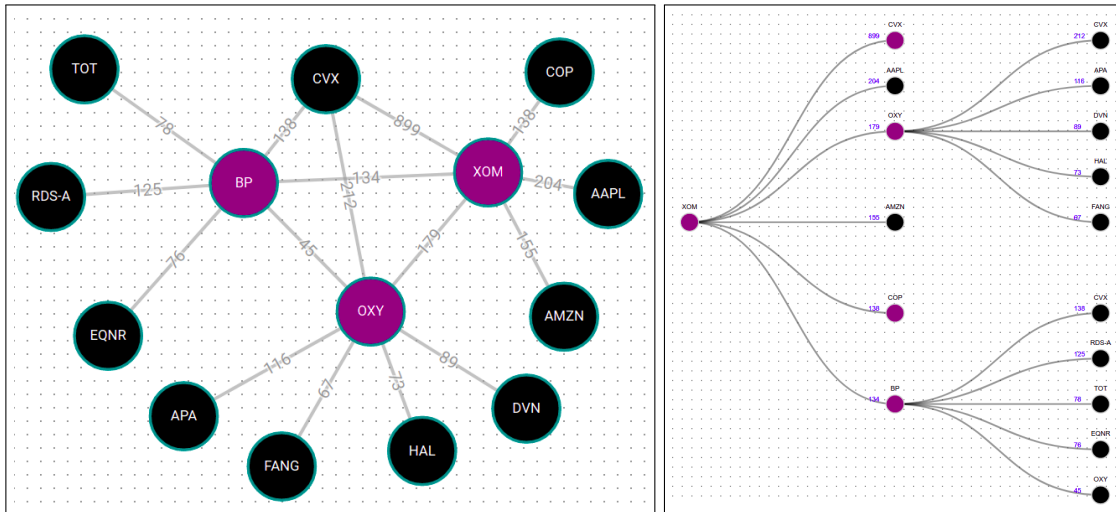 TOT
CVX
COP
78
138
899
138
BP
134
XOM
204
AAPL
RDS-A
125
212
179
155
76
45
OXY
AMZN
EQNR
116
67
73
89
APA
DVN
FANG
HAL
CVX
899
AAPL
204
OXY
179
XOM
AMZN
155
COP
138
BP
134
CVX
212
APA
116
DVN
89
HAL
73
FANG
67
CVX
138
RDS-A
125
TOT
78
EQNR
76
OXY
45